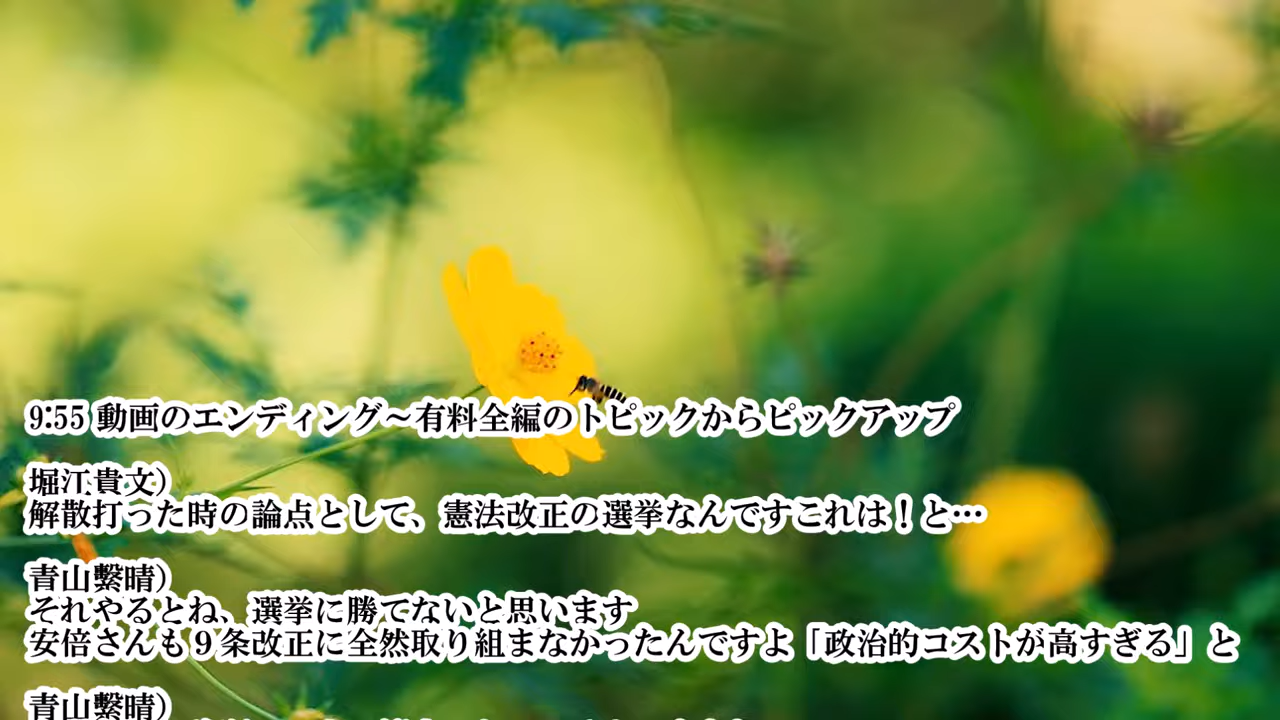 9:55 動画のエンディング～有料全編のトピックからピックアップ
堀江貴文）
解散打った時の論点として、憲法改正の選挙なんですこれは！と…
青山繋晴）
それやるとね、選挙に勝てないと思います
安倍さんも９条改正に全然取り組まなかったんですよ「政治的コストが高すぎる」と
青山繋晴）